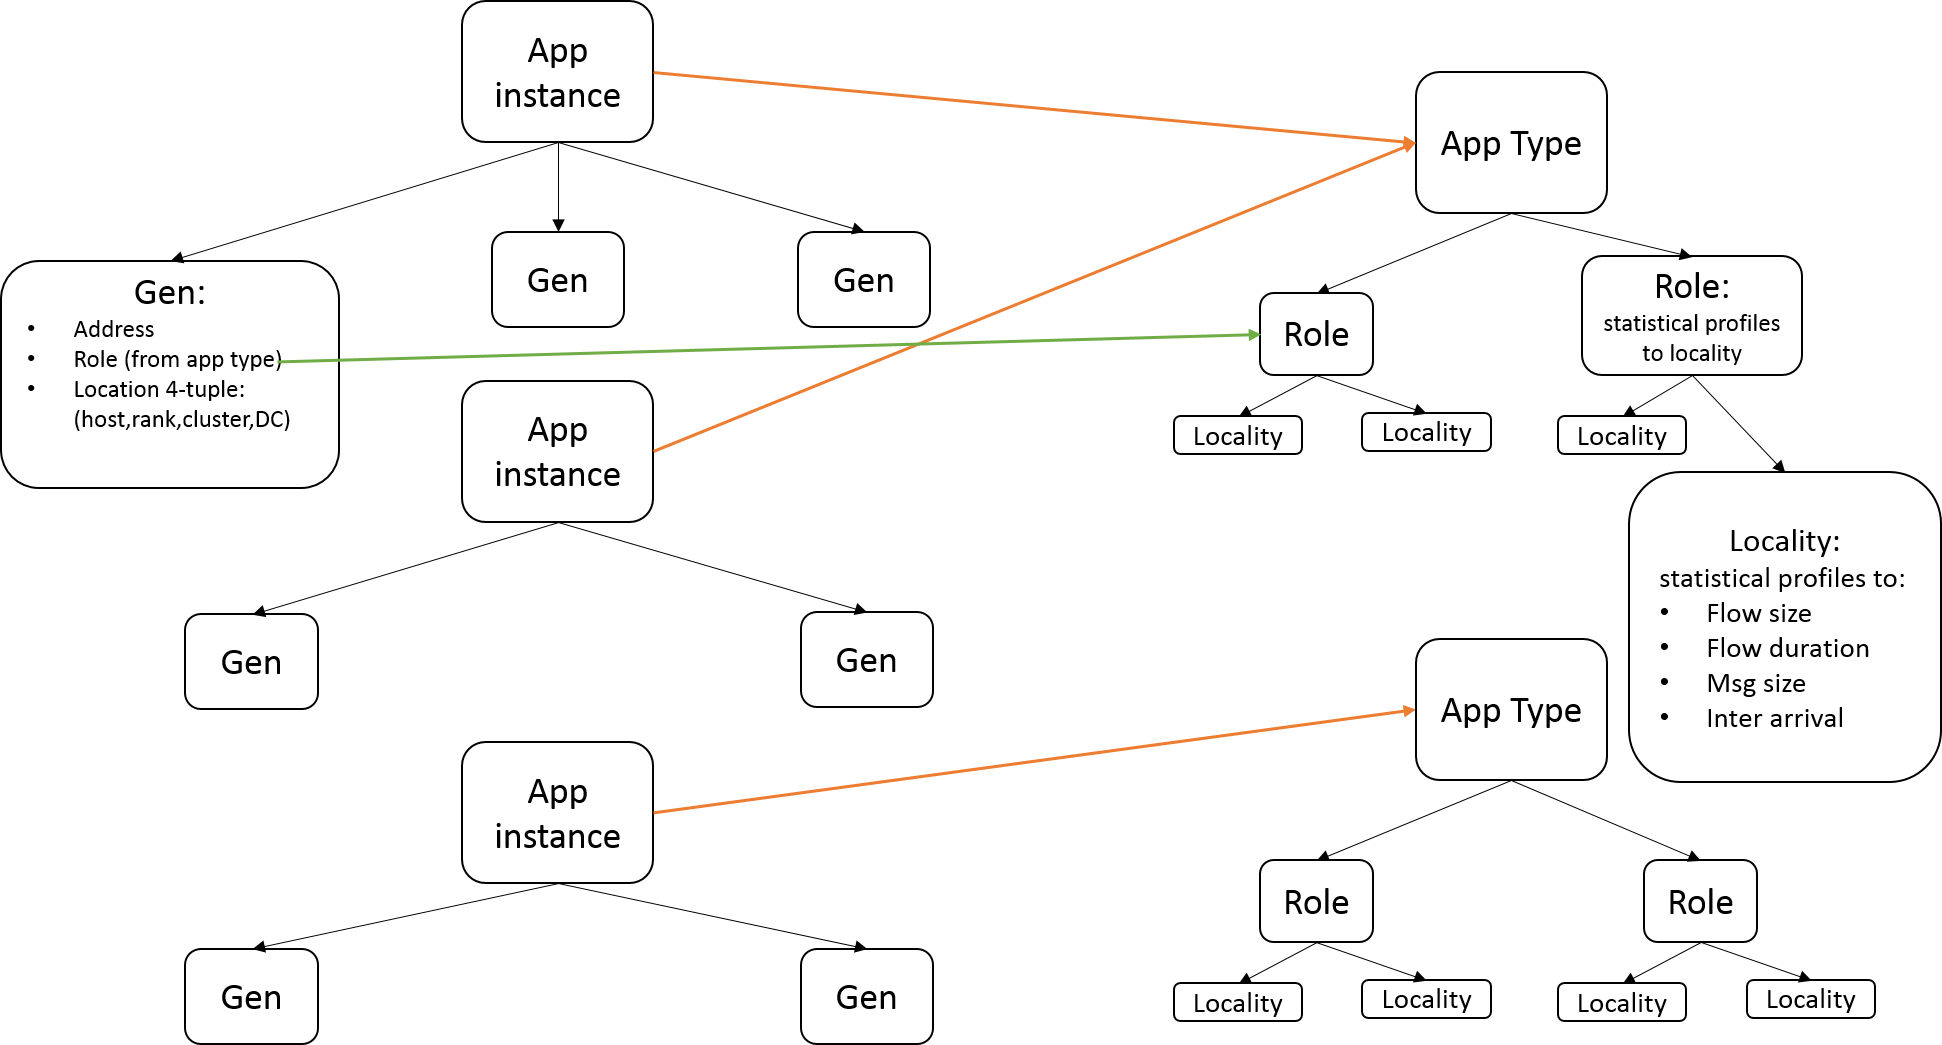 App
instance
App Type
Gen:
• Address
• Role (from app type)
• Location 4-tuple:
(host,rank,cluster,DC)
Gen
Gen
Role
Role:
statistical profiles
to locality
Locality
Locality
Locality
App
instance
Locality:
statistical profiles to:
• Flow size
• Flow duration
• Msg size
• Inter arrival
Gen
Gen
App Type
App
instance
Role
Role
Gen
Gen
Locality
Locality
Locality
Locality